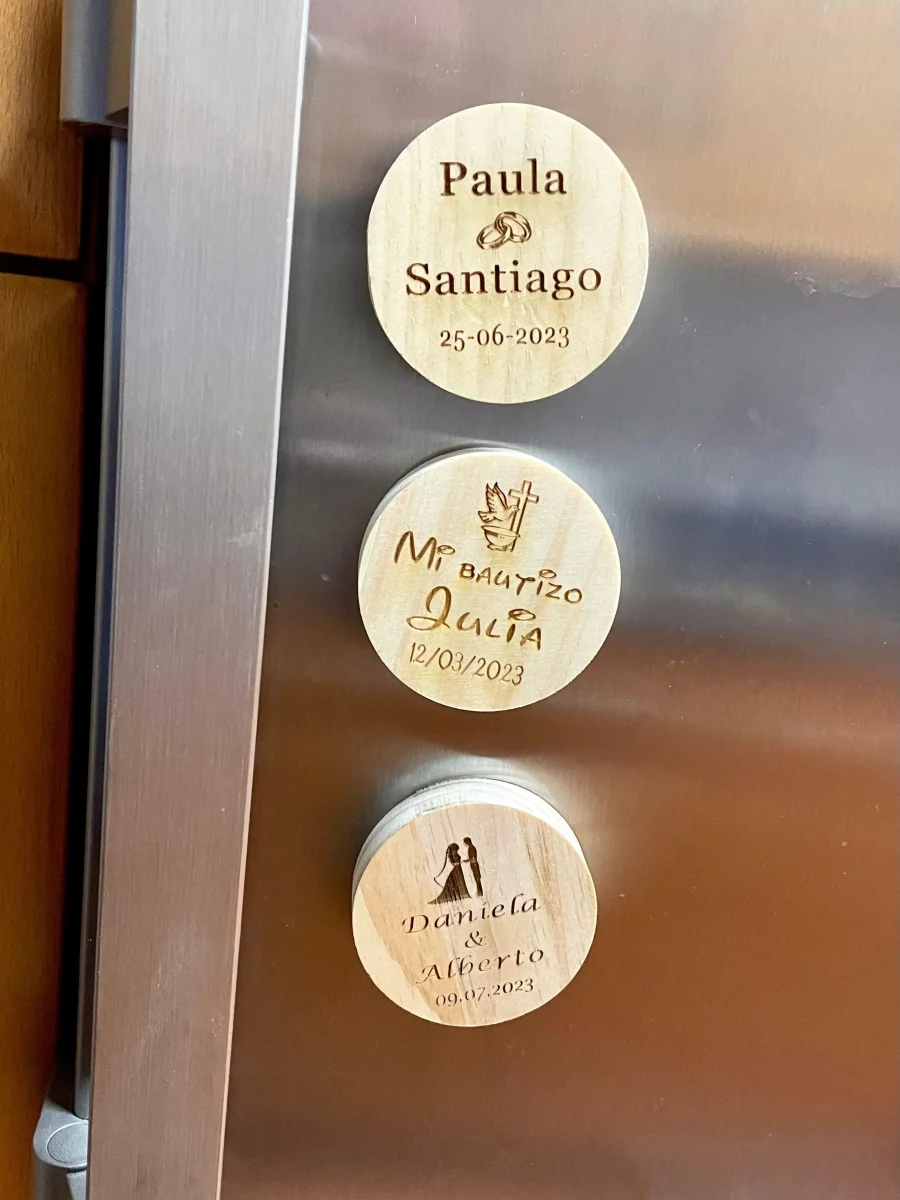 Paula
Santiago
25-06-2023
Mi BAUTIZO
JULIA
12/03/2023
Daniela
&
Alberto
09.07.2023